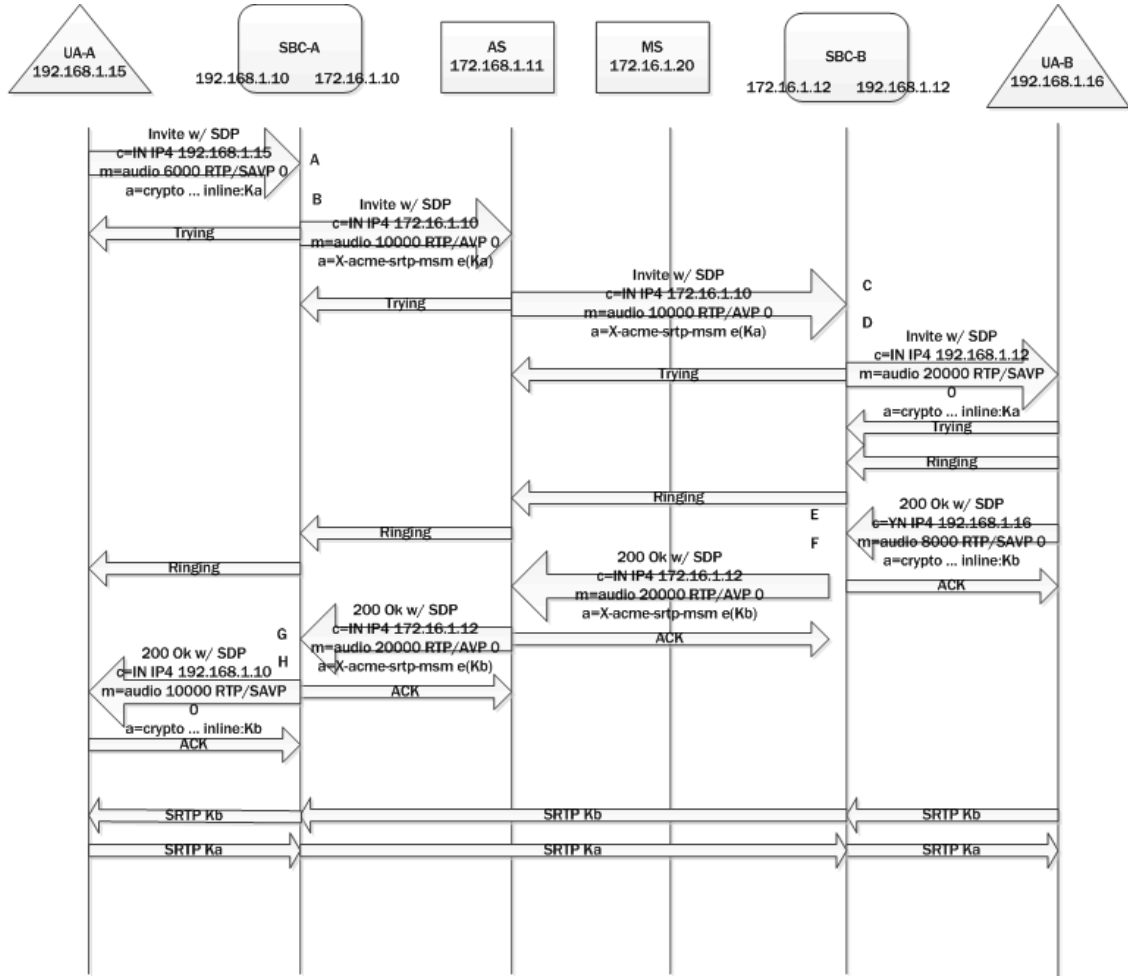 UA-A
192.168.1.15
SBC-A
192.168.1.10 172.16.1.10
AS
172.168.1.11
MS
172.16.1.20
SBC-B
172.16.1.12 192.168.1.12
UA-B
192.168.1.16
Invite w/ SDP
c=IN IP4 192.168.1.15
m=audio 6000 RTP/SAVP 0
a=crypto ... inline:Ka
A
B
Invite w/ SDP
c=IN IP4 172.16.1.10
m=audio 10000 RTP/AVP 0
a=X-acme-srtp-msm e(Ka)
Trying
Invite w/ SDP
c=IN IP4 172.16.1.10
m=audio 10000 RTP/AVP 0
a=X-acme-srtp-msm e(Ka)
C
Trying
D
Invite w/ SDP
c=IN IP4 192.168.1.12
m=audio 20000 RTP/SAVP
0
a=crypto ... inline:Ka
Trying
Trying
Ringing
Ringing
E
200 Ok w/ SDP
c=YN IP4 192.168.1.16
m=audio 8000 RTP/SAVP 0
a=crypto ... inline:Kb
Ringing
F
200 Ok w/ SDP
c=IN IP4 172.16.1.12
m=audio 20000 RTP/AVP 0
a=X-acme-srtp-msm e(Kb)
Ringing
ACK
200 Ok w/ SDP
c=IN IP4 172.16.1.12
m=audio 20000 RTP/AVP 0
a=X-acme-srtp-msm e(Kb)
G
ACK
H
200 Ok w/ SDP
c=IN IP4 192.168.1.10
m=audio 10000 RTP/SAVP
0
a=crypto ... inline:Kb
ACK
ACK
SRTP Kb
SRTP Kb
SRTP Kb
SRTP Ka
SRTP Ka
SRTP Ka